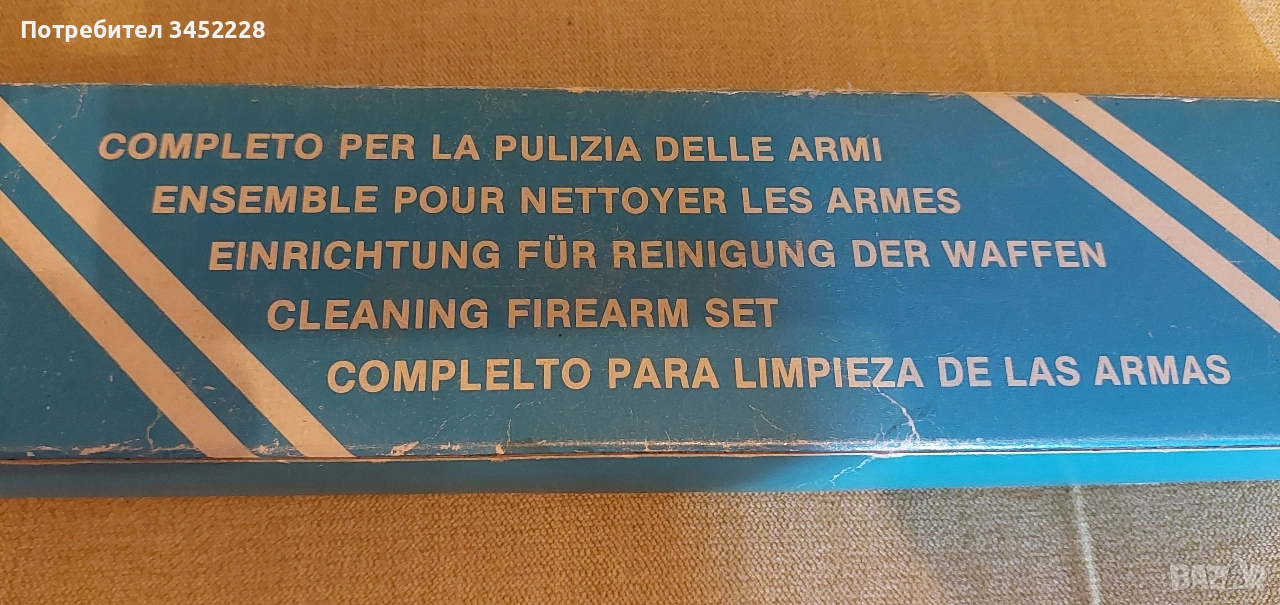 Потребител 3452228
COMPLETO PER LA PULIZIA DELLE ARMI
ENSEMBLE POUR NETTOYER LES ARMES
EINRICHTUNG FÜR REINIGUNG DER WAFFEN
CLEANING FIREARM SET
COMPLELTO PARA LIMPIEZA DE LAS ARMAS